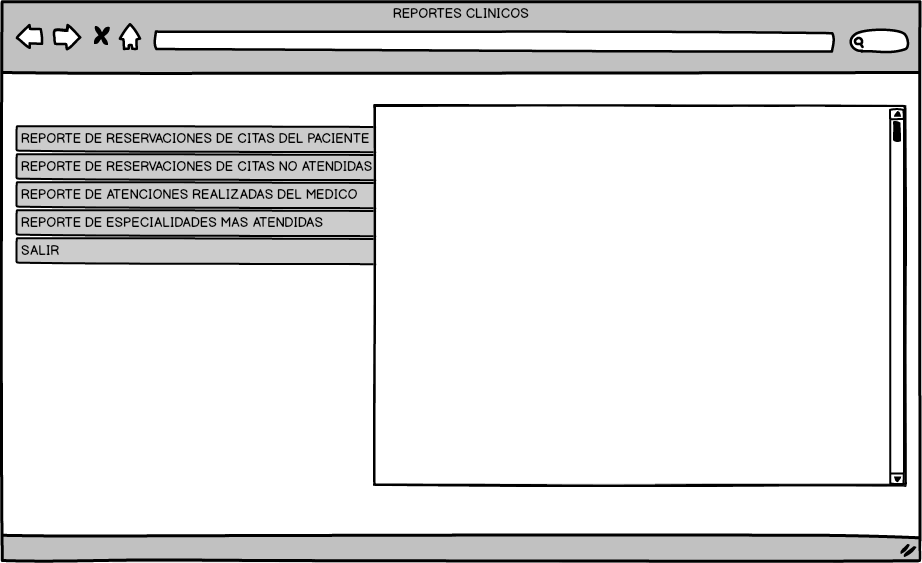 REPORTES CLINICOS
REPORTE DE RESERVACIONES DE CITAS DEL PACIENTE
REPORTE DE RESERVACIONES DE CITAS NO ATENDIDAS
REPORTE DE ATENCIONES REALIZADAS DEL MEDICO
REPORTE DE ESPECIALIDADES MAS ATENDIDAS
SALIR